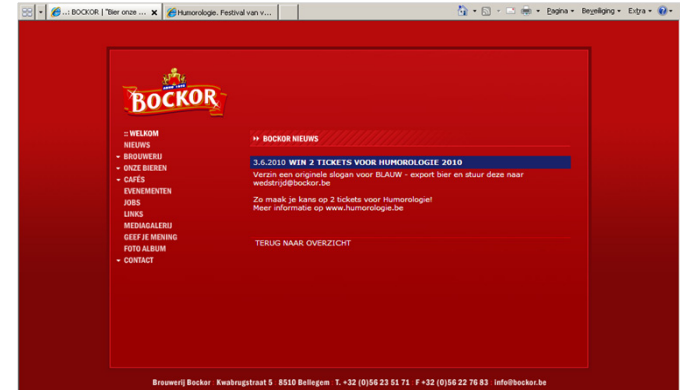 ..: BOCKOR | "Bier onze ...
Humorologie. Festival van v...
Pagina
Beveiliging
Extra
BOCKOR
:: WELKOM
NIEUWS
BROUWERIJ
ONZE BIEREN
CAFÉS
EVENEMENTEN
JOBS
LINKS
MEDIAGALERIJ
GEEF JE MENING
FOTO ALBUM
CONTACT
BOCKOR NIEUWS
3.6.2010 WIN 2 TICKETS VOOR HUMOROLOGIE 2010
Verzin een originele slogan voor BLAUW - export bier en stuur deze naar
wedstrijd@bockor.be
Zo maak je kans op 2 tickets voor Humorologie!
Meer informatie op www.humorologie.be
TERUG NAAR OVERZICHT
Brouwerij Bockor Kwabrugstraat 5 8510 Bellegem T. +32 (0)56 23 51 71 F +32 (0)56 22 76 83 info@bockor.be